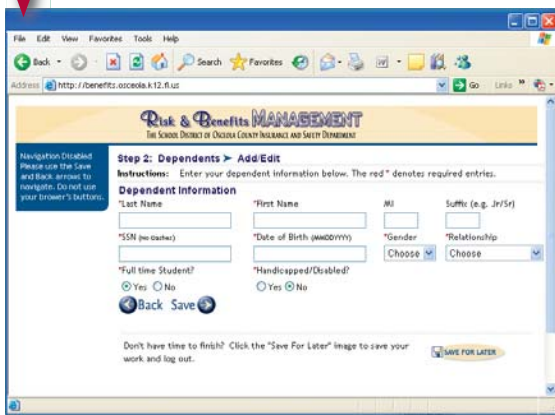 File Edit View Favorites Tools Help
Back Search Favorites
Address http://benefits.osceola.k12.fl.us Go Links »
Risk & Benefits MANAGEMENT
THE SCHOOL DISTRICT OF OSCEOLA COUNTY INSURANCE AND SAFETY DEPARTMENT
Navigation Disabled
Please use the Save
and Back arrows to
navigate. Do not use
your brower's buttons.
Step 2: Dependents ➤ Add/Edit
Instructions: Enter your dependent information below. The red * denotes required entries.
Dependent Information
*Last Name *First Name MI Suffix (e.g. Jr/Sr)
*SSN (No Dashes) *Date of Birth (MMDDYYYY) *Gender *Relationship
Choose Choose
*Full time Student? *Handicapped/Disabled?
Yes No Yes No
Back Save
Don't have time to finish? Click the "Save For Later" image to save your
work and log out.
SAVE FOR LATER